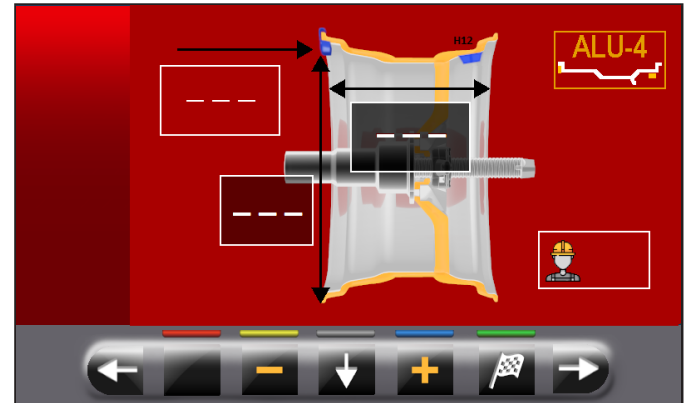 H12
ALU-4
— — —
— — —
— — —